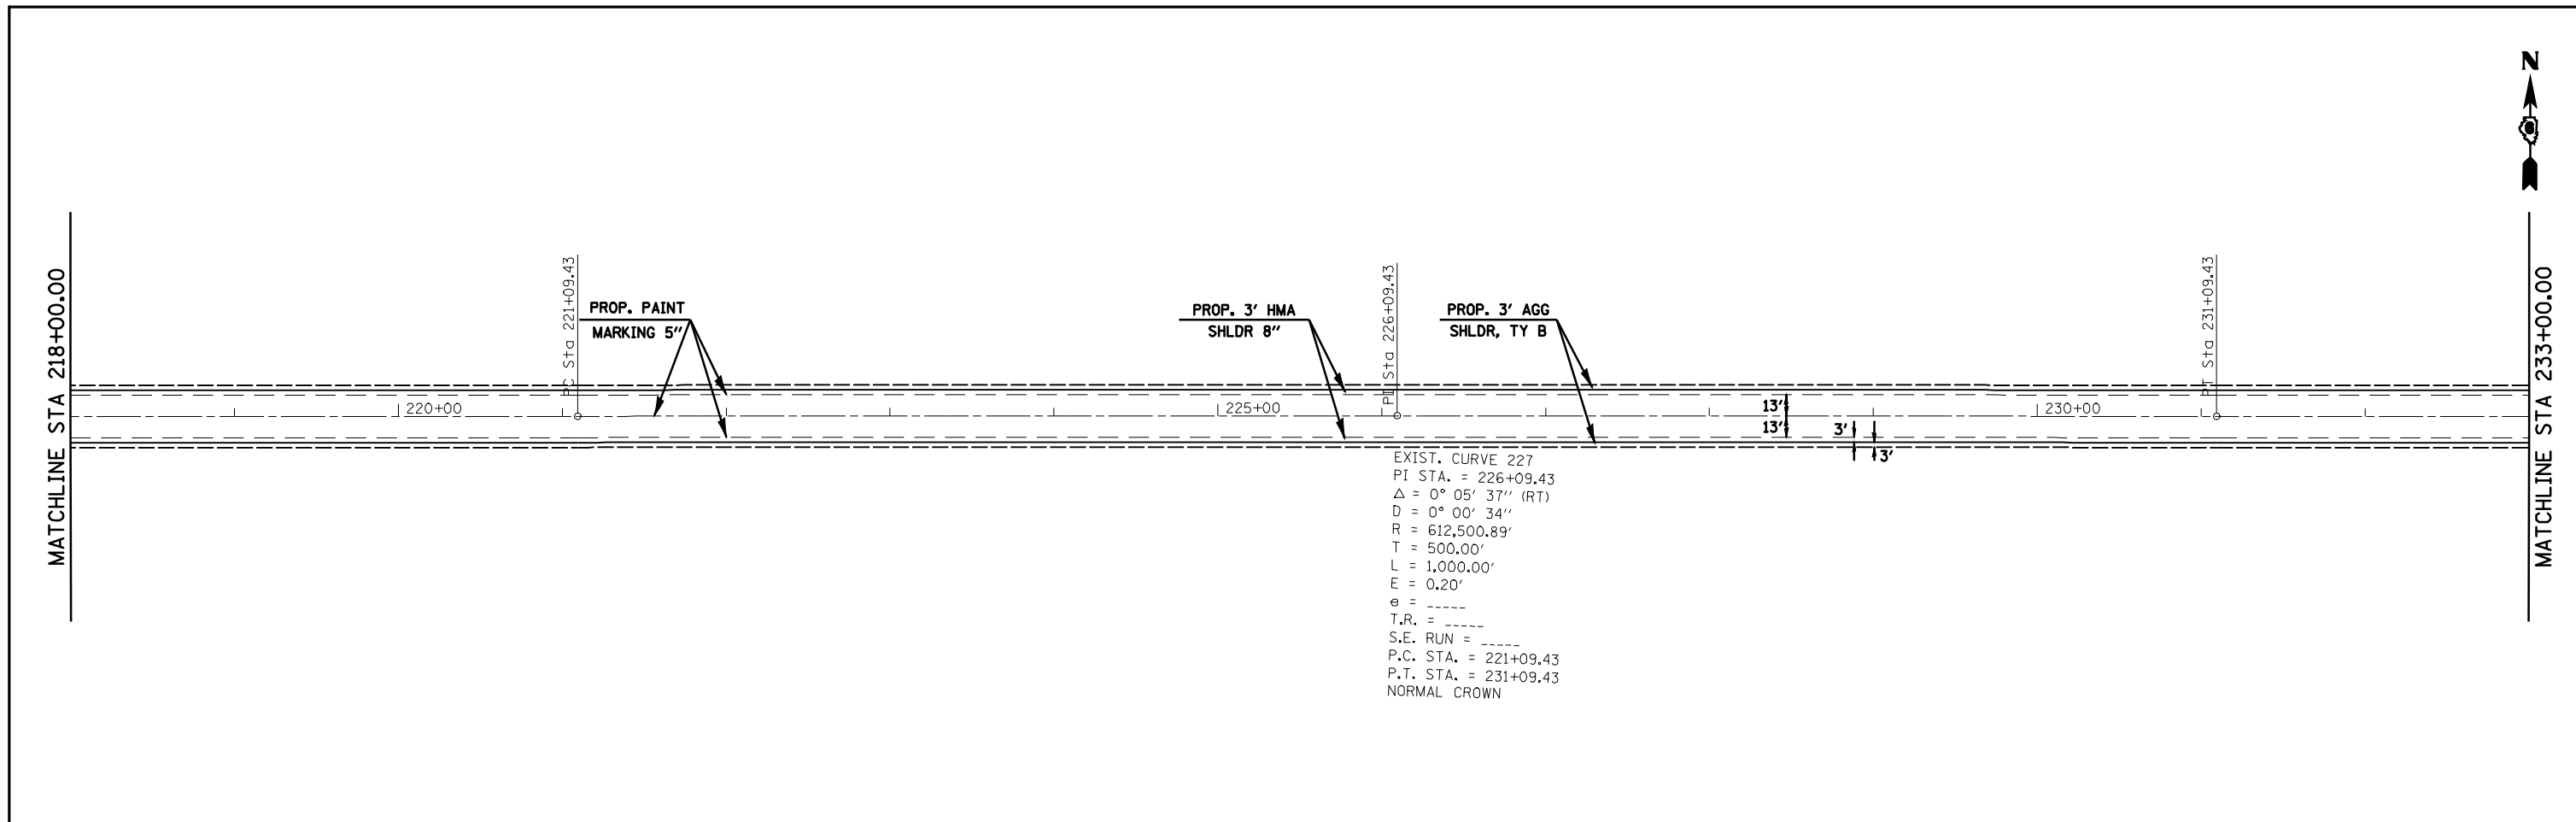 N
6
MATCHLINE STA 218+00.00
PC Sta 221+09.43
PROP. PAINT
MARKING 5"
PROP. 3' HMA
SHLDR 8"
PI Sta 226+09.43
PROP. 3' AGG
SHLDR, TY B
PT Sta 231+09.43
MATCHLINE STA 233+00.00
220+00
225+00
230+00
13'
13'
3'
3'
EXIST. CURVE 227
PI STA. = 226+09.43
Δ = 0° 05' 37" (RT)
D = 0° 00' 34"
R = 612,500.89'
T = 500.00'
L = 1,000.00'
E = 0.20'
e = _____
T.R. = _____
S.E. RUN = _____
P.C. STA. = 221+09.43
P.T. STA. = 231+09.43
NORMAL CROWN